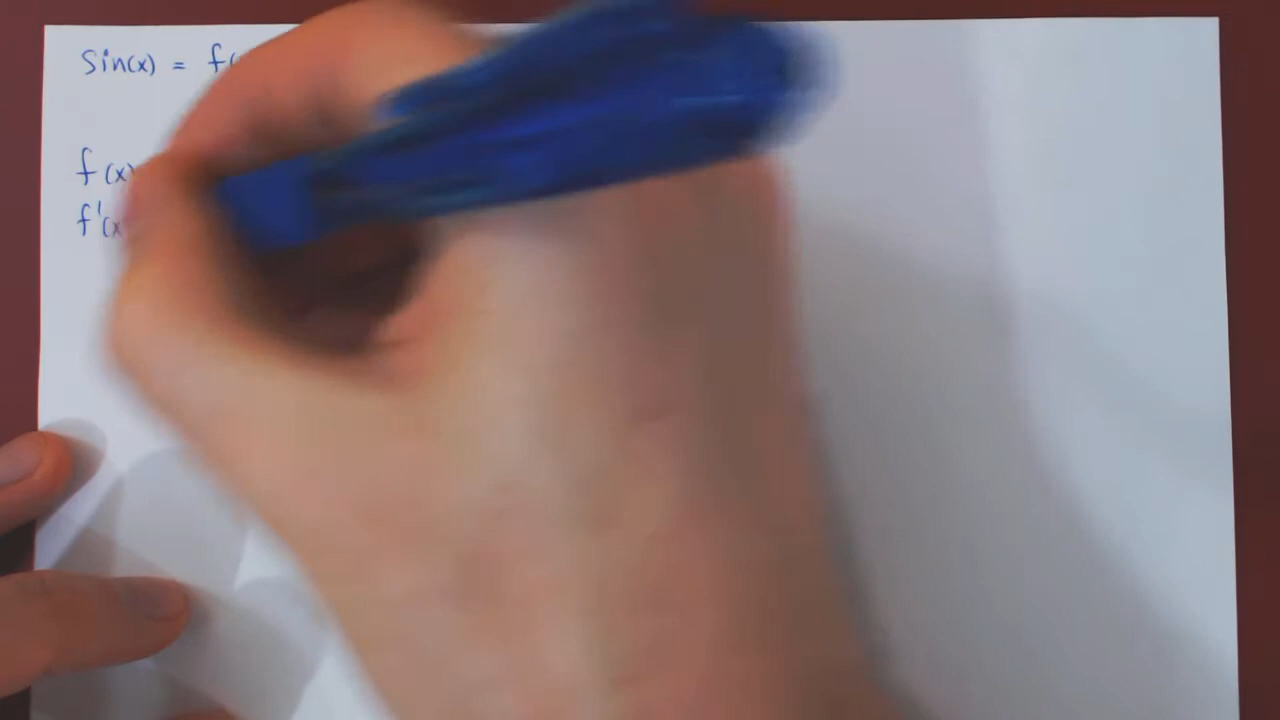 Sin(x) = f(
f(x)
f'(x